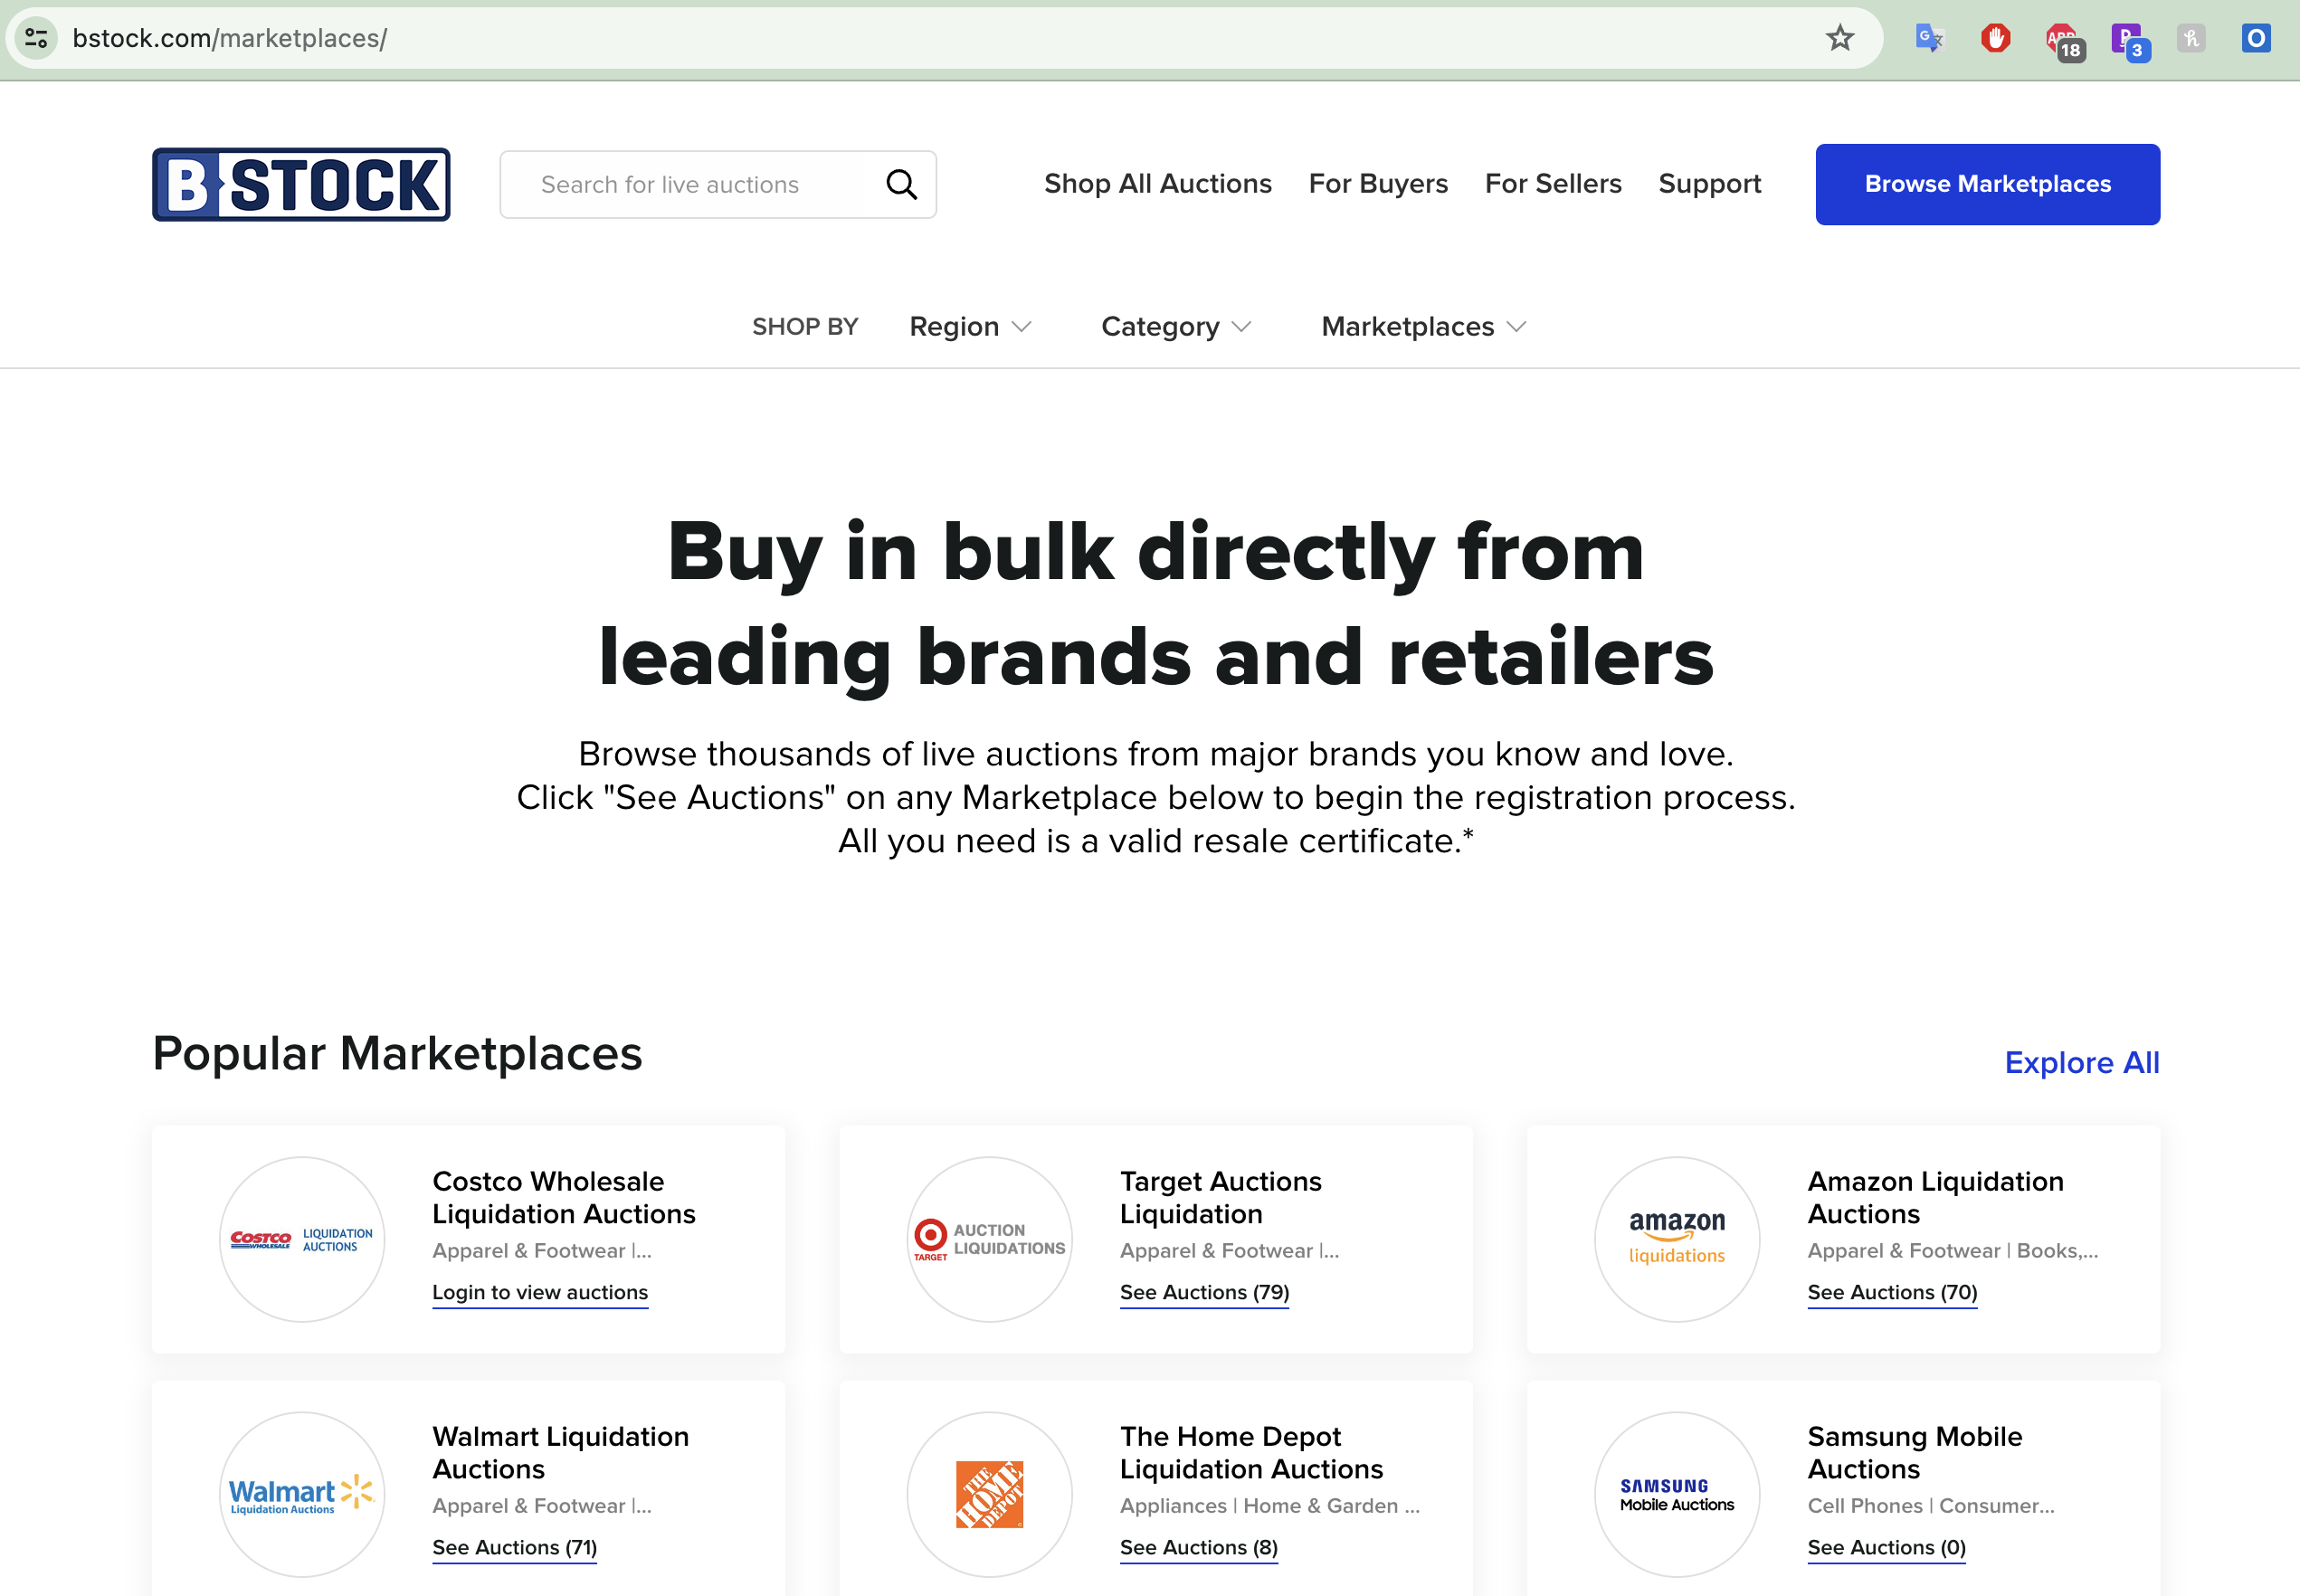 bstock.com/marketplaces/
18
3
B STOCK
Search for live auctions
Shop All Auctions
For Buyers
For Sellers
Support
Browse Marketplaces
SHOP BY
Region
Category
Marketplaces
Buy in bulk directly from
leading brands and retailers
Browse thousands of live auctions from major brands you know and love.
Click "See Auctions" on any Marketplace below to begin the registration process.
All you need is a valid resale certificate.*
Popular Marketplaces
Explore All
COSTCO
WHOLESALE
LIQUIDATION
AUCTIONS
Costco Wholesale
Liquidation Auctions
Apparel & Footwear |...
Login to view auctions
TARGET
AUCTION
LIQUIDATIONS
Target Auctions
Liquidation
Apparel & Footwear |...
See Auctions (79)
amazon
liquidations
Amazon Liquidation
Auctions
Apparel & Footwear | Books,...
See Auctions (70)
Walmart
Liquidation Auctions
Walmart Liquidation
Auctions
Apparel & Footwear |...
See Auctions (71)
THE
HOME
DEPOT
The Home Depot
Liquidation Auctions
Appliances | Home & Garden ...
See Auctions (8)
SAMSUNG
Mobile Auctions
Samsung Mobile
Auctions
Cell Phones | Consumer...
See Auctions (0)